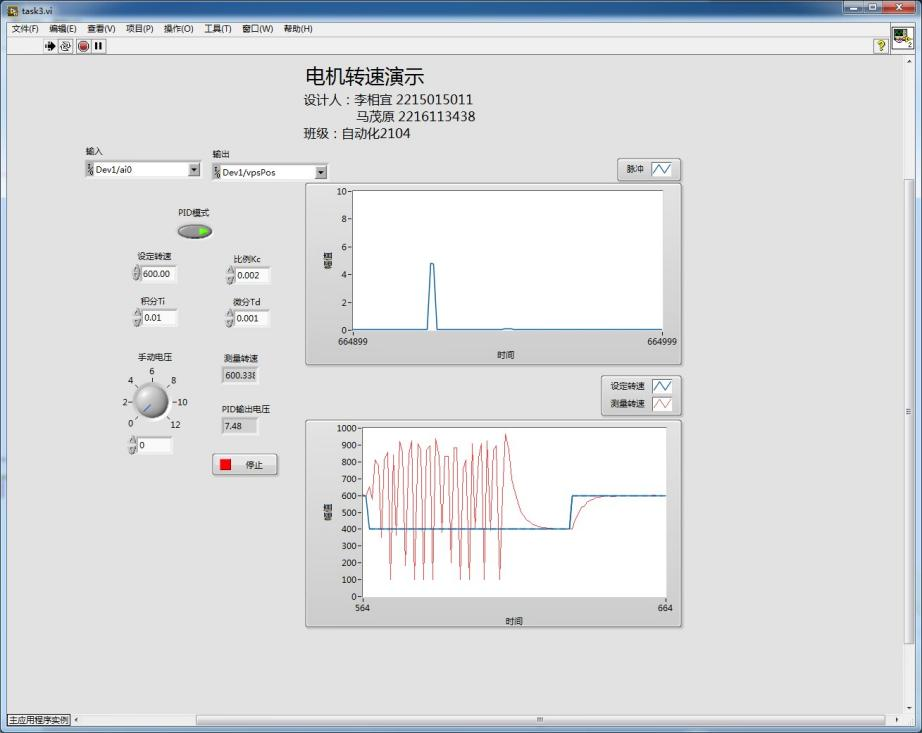 task3.vi
文件(F) 编辑(E) 查看(V) 项目(P) 操作(O) 工具(T) 窗口(W) 帮助(H)
电机转速演示
设计人：李相宜 2215015011
马茂原 2216113438
班级：自动化2104
输入
输出
Dev1/ai0
Dev1/vpsPos
脉冲
PID模式
设定转速
比例Kc
600.00
0.002
积分Ti
微分Td
0.01
0.001
手动电压
测量转速
600.338
0
2
4
6
8
10
12
PID输出电压
7.48
0
停止
10
8
6
4
2
0
幅值
664899
664999
时间
设定转速
测量转速
1000
900
800
700
600
500
400
300
200
100
0
幅值
564
664
时间
主应用程序实例